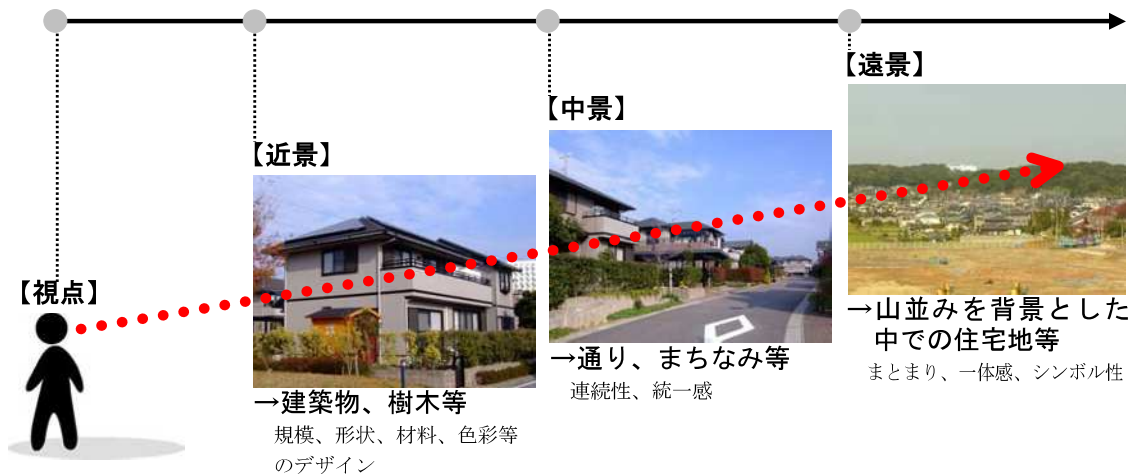 【視点】
【近景】
→建築物、樹木等
規模、形状、材料、色彩等
のデザイン
【中景】
→通り、まちなみ等
連続性、統一感
【遠景】
→山並みを背景とした
中での住宅地等
まとまり、一体感、シンボル性